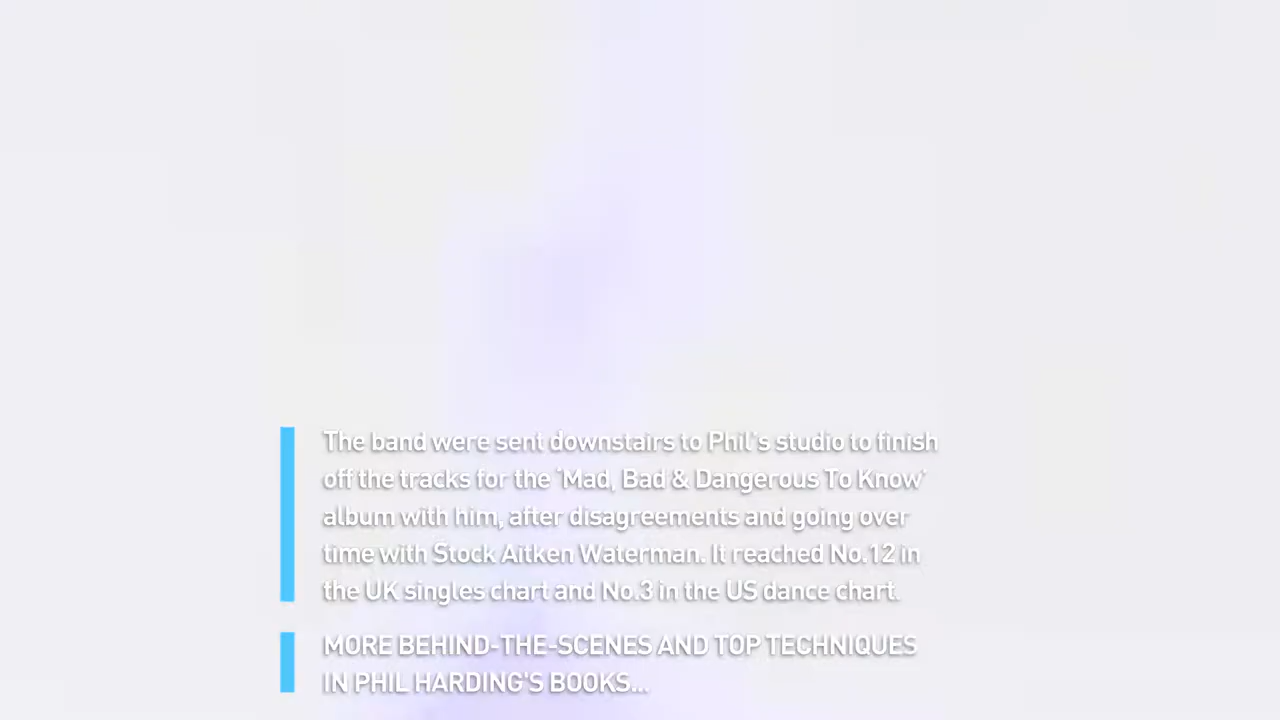 The band were sent downstairs to Phil's studio to finish
off the tracks for the 'Mad, Bad & Dangerous To Know'
album with him, after disagreements and going over
time with Stock Aitken Waterman. It reached No.12 in
the UK singles chart and No.3 in the US dance chart.
MORE BEHIND-THE-SCENES AND TOP TECHNIQUES
IN PHIL HARDING'S BOOKS...